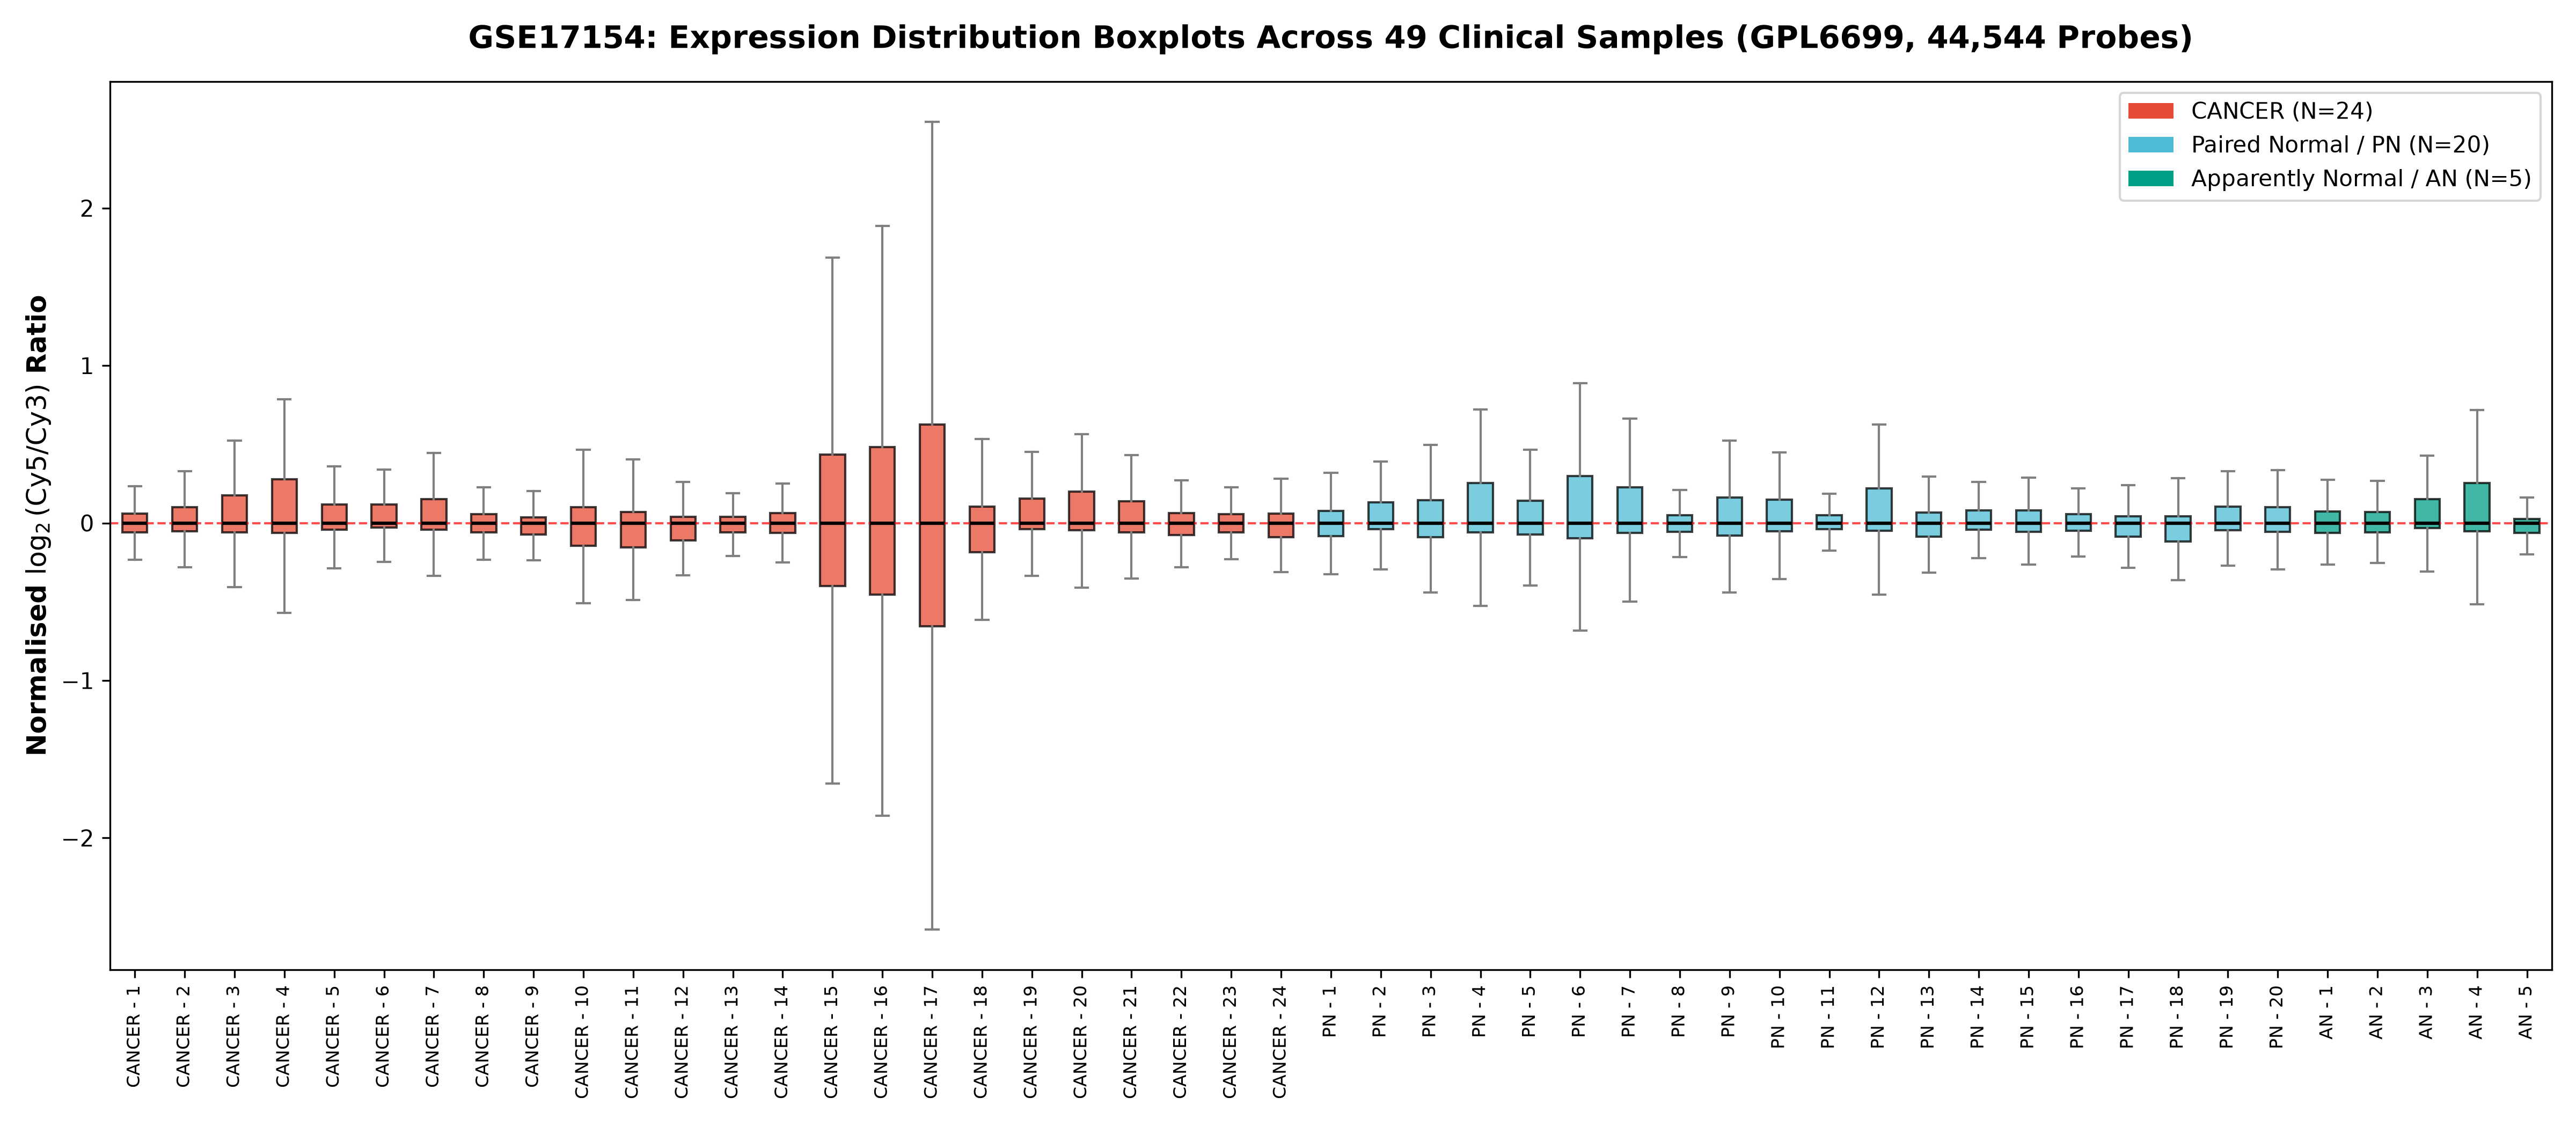 GSE17154: Expression Distribution Boxplots Across 49 Clinical Samples (GPL6699, 44,544 Probes)
CANCER (N=24)
Paired Normal / PN (N=20)
Apparently Normal / AN (N=5)
Normalised log₂ (Cy5/Cy3) Ratio
2
1
0
−1
−2
CANCER - 1
CANCER - 2
CANCER - 3
CANCER - 4
CANCER - 5
CANCER - 6
CANCER - 7
CANCER - 8
CANCER - 9
CANCER - 10
CANCER - 11
CANCER - 12
CANCER - 13
CANCER - 14
CANCER - 15
CANCER - 16
CANCER - 17
CANCER - 18
CANCER - 19
CANCER - 20
CANCER - 21
CANCER - 22
CANCER - 23
CANCER - 24
PN - 1
PN - 2
PN - 3
PN - 4
PN - 5
PN - 6
PN - 7
PN - 8
PN - 9
PN - 10
PN - 11
PN - 12
PN - 13
PN - 14
PN - 15
PN - 16
PN - 17
PN - 18
PN - 19
PN - 20
AN - 1
AN - 2
AN - 3
AN - 4
AN - 5